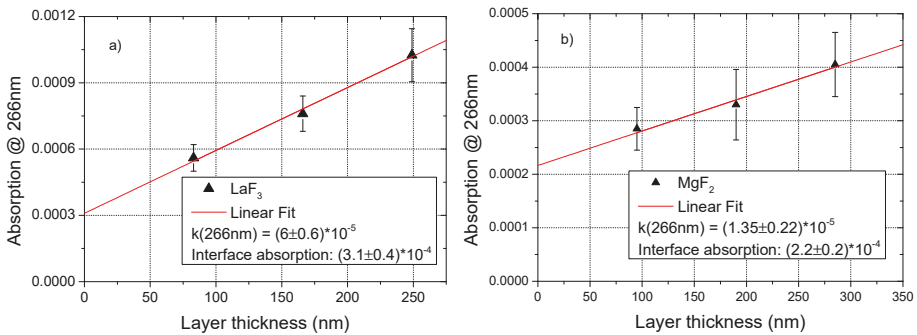 a)
Absorption @ 266nm
0.0012
0.0009
0.0006
0.0003
0.0000
LaF₃
Linear Fit
k(266nm) = (6±0.6)*10⁻⁵
Interface absorption: (3.1±0.4)*10⁻⁴
0 50 100 150 200 250
Layer thickness (nm)
b)
Absorption @ 266nm
0.0005
0.0004
0.0003
0.0002
0.0001
0.0000
MgF₂
Linear Fit
k(266nm) = (1.35±0.22)*10⁻⁵
Interface absorption: (2.2±0.2)*10⁻⁴
0 50 100 150 200 250 300 350
Layer thickness (nm)